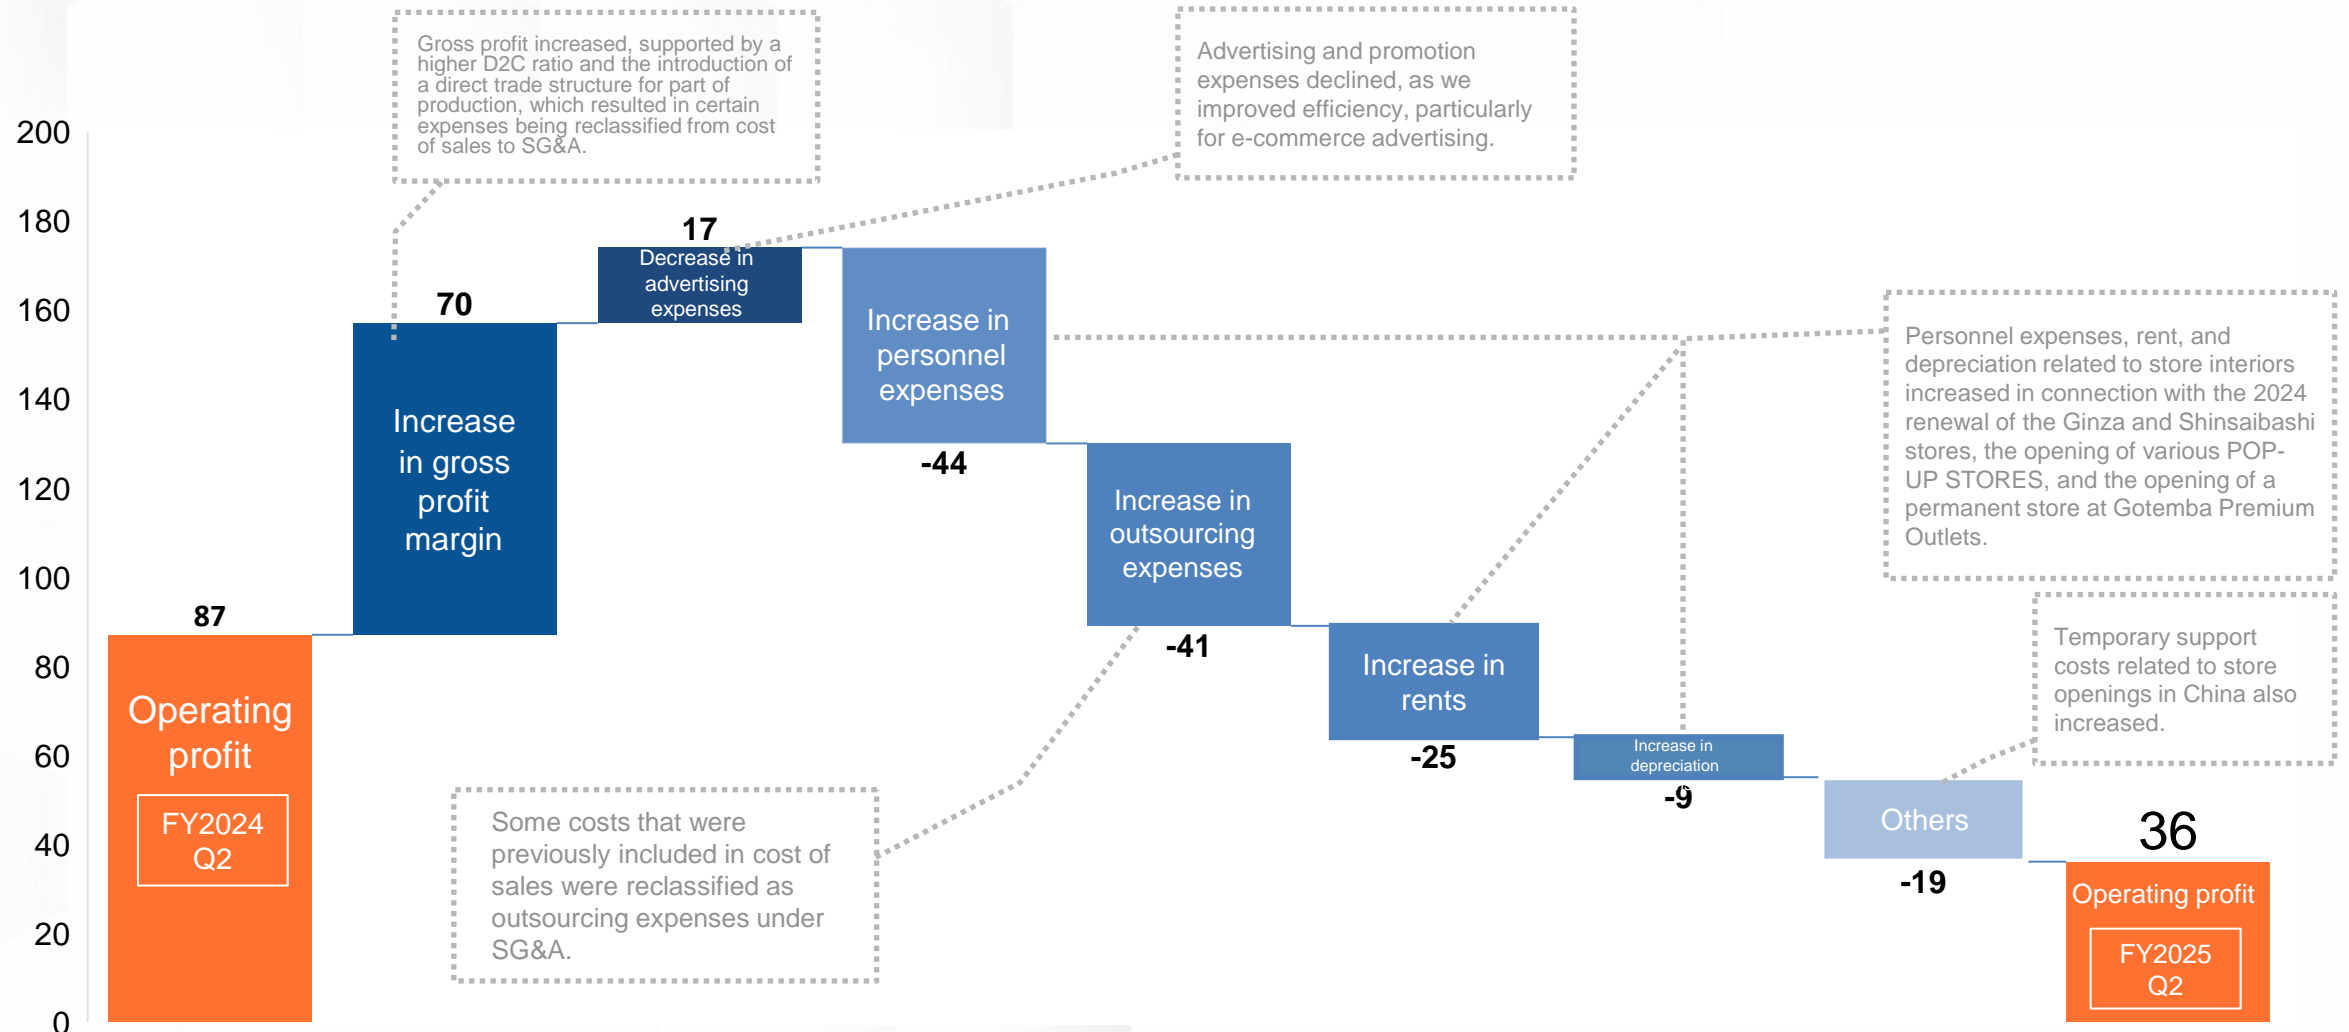 Gross profit increased, supported by a
higher D2C ratio and the introduction of
a direct trade structure for part of
production, which resulted in certain
expenses being reclassified from cost
of sales to SG&A.
Advertising and promotion
expenses declined, as we
improved efficiency, particularly
for e-commerce advertising.
200
180
160
140
120
100
80
60
40
20
0
87
Operating
profit
FY2024
Q2
70
Increase
in gross
profit
margin
17
Decrease in
advertising
expenses
Increase in
personnel
expenses
-44
Increase in
outsourcing
expenses
-41
Increase in
rents
-25
Increase in
depreciation
-9
Others
-19
36
Operating profit
FY2025
Q2
Personnel expenses, rent, and
depreciation related to store interiors
increased in connection with the 2024
renewal of the Ginza and Shinsaibashi
stores, the opening of various POP-
UP STORES, and the opening of a
permanent store at Gotemba Premium
Outlets.
Temporary support
costs related to store
openings in China also
increased.
Some costs that were
previously included in cost of
sales were reclassified as
outsourcing expenses under
SG&A.